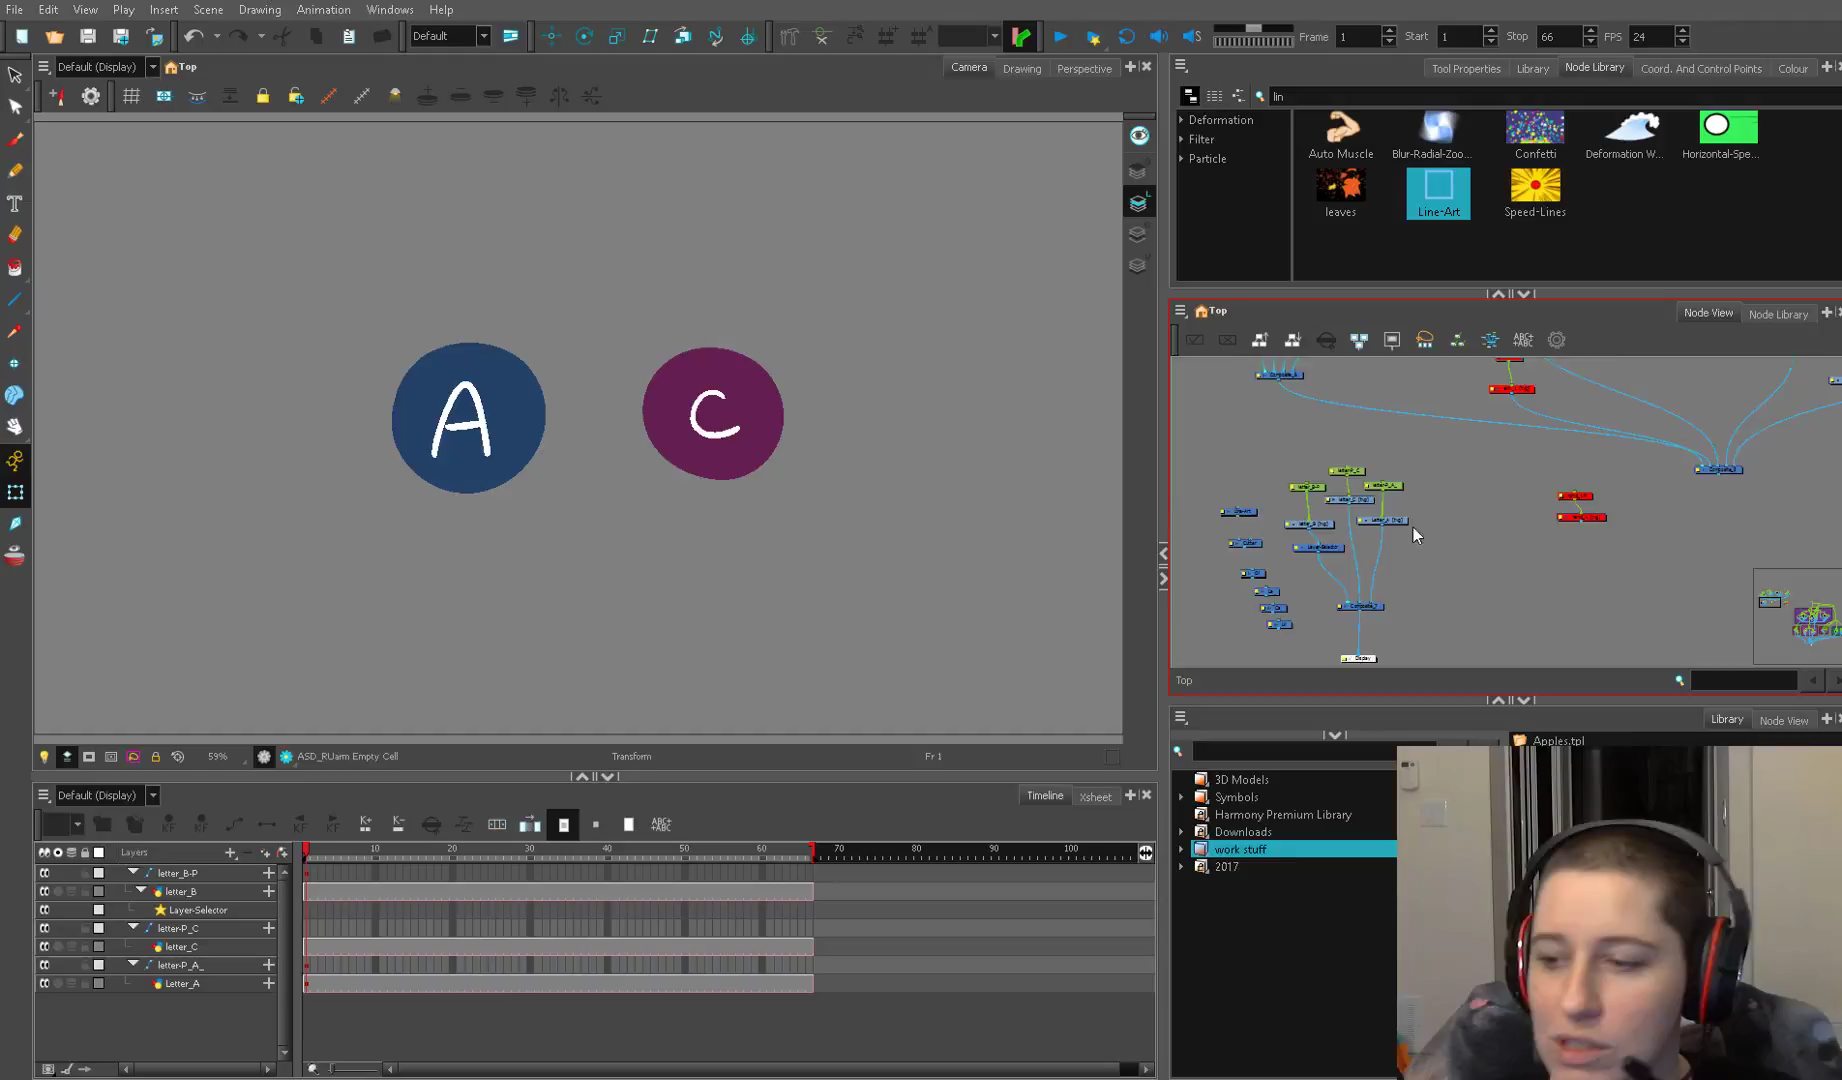 File Edit View Play Insert Scene Drawing Animation Windows Help
Default Frame 1 Start 1 Stop 66 FPS 24
Default (Display) Top Camera Drawing Perspective
Tool Properties Library Node Library Coord. And Control Points Colour
lin
Deformation
Filter
Particle
Auto Muscle Blur-Radial-Zoo... Confetti Deformation W... Horizontal-Spe...
leaves Line-Art Speed-Lines
A C
Top Node View Node Library
Display
Top
59% ASD_RUarm Empty Cell Transform Fr 1
Library Node View
Apples.tpl
3D Models
Symbols
Harmony Premium Library
Downloads
work stuff
2017
Default (Display) Timeline Xsheet
Layers 10 20 30 40 50 60 70 80 90 100
letter_B-P
letter_B
Layer-Selector
letter-P_C
letter_C
letter-P_A_
Letter_A